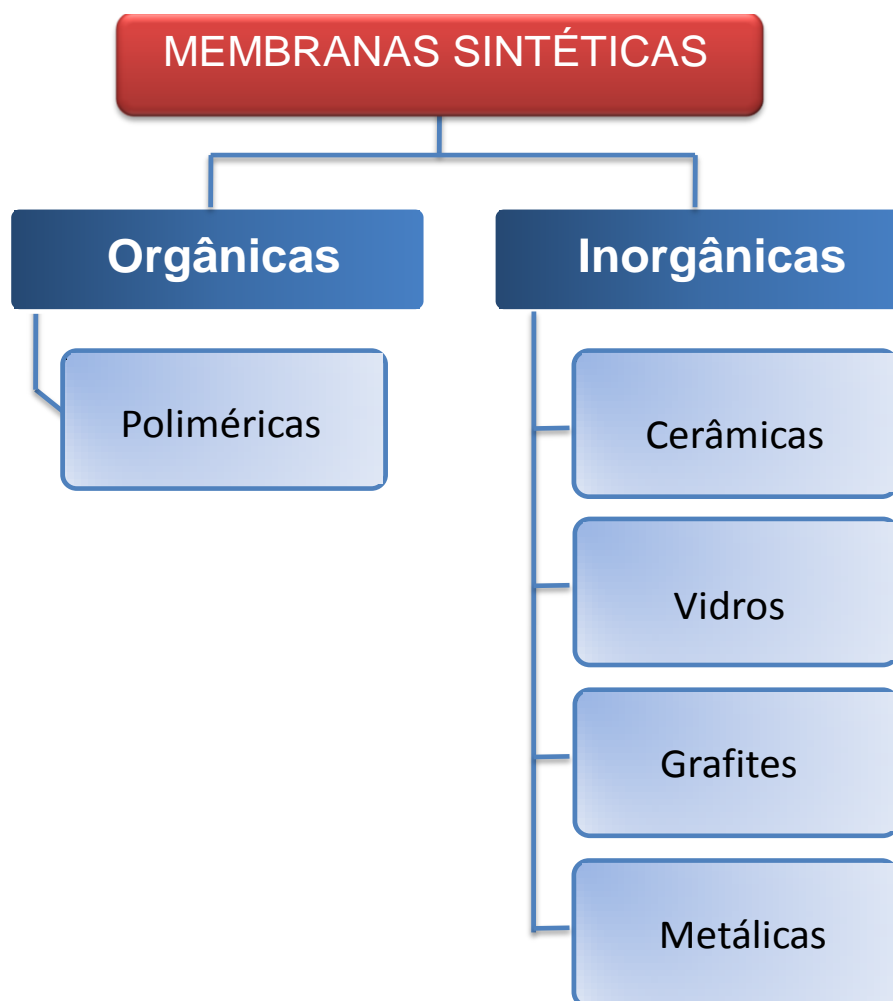 MEMBRANAS SINTÉTICAS
Orgânicas
Inorgânicas
Poliméricas
Cerâmicas
Vidros
Grafites
Metálicas